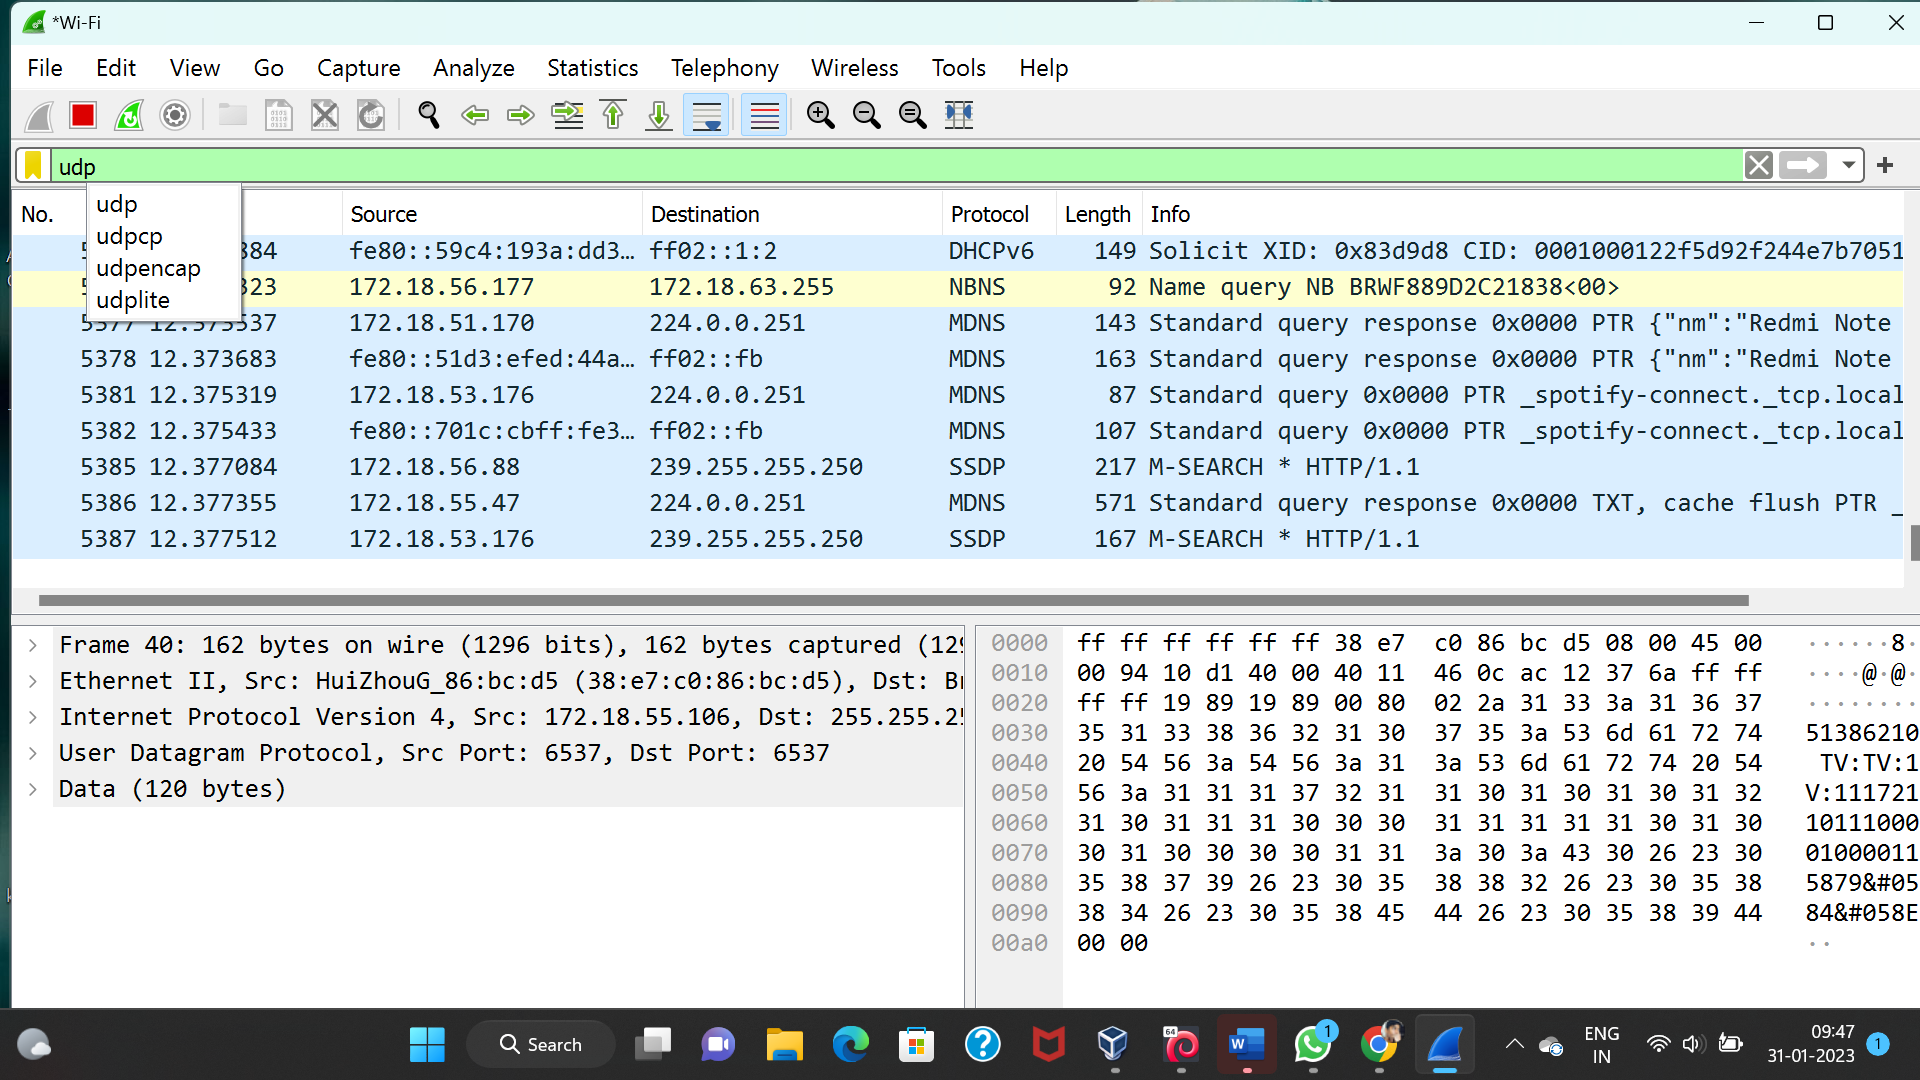 *Wi-Fi
File Edit View Go Capture Analyze Statistics Telephony Wireless Tools Help
udp
udp
udpcp
udpencap
udplite
No. Source Destination Protocol Length Info
384 fe80::59c4:193a:dd3… ff02::1:2 DHCPv6 149 Solicit XID: 0x83d9d8 CID: 0001000122f5d92f244e7b7051
323 172.18.56.177 172.18.63.255 NBNS 92 Name query NB BRWF889D2C21838<00>
5377 12.373537 172.18.51.170 224.0.0.251 MDNS 143 Standard query response 0x0000 PTR {"nm":"Redmi Note
5378 12.373683 fe80::51d3:efed:44a… ff02::fb MDNS 163 Standard query response 0x0000 PTR {"nm":"Redmi Note
5381 12.375319 172.18.53.176 224.0.0.251 MDNS 87 Standard query 0x0000 PTR _spotify-connect._tcp.local
5382 12.375433 fe80::701c:cbff:fe3… ff02::fb MDNS 107 Standard query 0x0000 PTR _spotify-connect._tcp.local
5385 12.377084 172.18.56.88 239.255.255.250 SSDP 217 M-SEARCH * HTTP/1.1
5386 12.377355 172.18.55.47 224.0.0.251 MDNS 571 Standard query response 0x0000 TXT, cache flush PTR _
5387 12.377512 172.18.53.176 239.255.255.250 SSDP 167 M-SEARCH * HTTP/1.1
Frame 40: 162 bytes on wire (1296 bits), 162 bytes captured (129
Ethernet II, Src: HuiZhouG_86:bc:d5 (38:e7:c0:86:bc:d5), Dst: Br
Internet Protocol Version 4, Src: 172.18.55.106, Dst: 255.255.25
User Datagram Protocol, Src Port: 6537, Dst Port: 6537
Data (120 bytes)
0000 ff ff ff ff ff ff 38 e7 c0 86 bc d5 08 00 45 00 ······8·
0010 00 94 10 d1 40 00 40 11 46 0c ac 12 37 6a ff ff ····@·@·
0020 ff ff 19 89 19 89 00 80 02 2a 31 33 3a 31 36 37 ········
0030 35 31 33 38 36 32 31 30 37 35 3a 53 6d 61 72 74 51386210
0040 20 54 56 3a 54 56 3a 31 3a 53 6d 61 72 74 20 54 TV:TV:1
0050 56 3a 31 31 31 37 32 31 31 30 31 30 31 30 31 32 V:111721
0060 31 30 31 31 31 30 30 30 31 31 31 31 31 30 31 30 10111000
0070 30 31 30 30 30 30 31 31 3a 30 3a 43 30 26 23 30 01000011
0080 35 38 37 39 26 23 30 35 38 38 32 26 23 30 35 38 5879&#05
0090 38 34 26 23 30 35 38 45 44 26 23 30 35 38 39 44 84&#058E
00a0 00 00 ··
Search
64
1
ENG
IN
09:47
31-01-2023
1